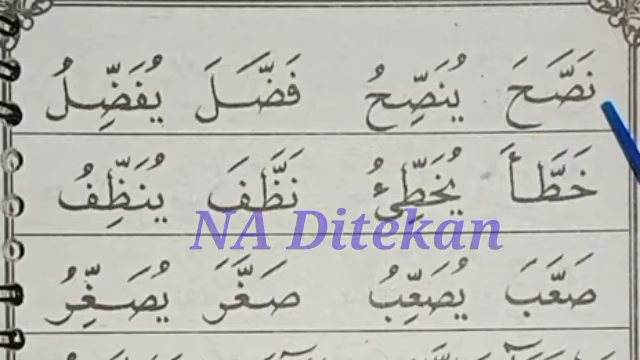 نَصَّحَ يُنَصِّحُ فَضَّلَ يُفَضِّلُ
خَطَّأَ يُخَطِّئُ نَظَّفَ يُنَظِّفُ
NA Ditekan
صَعَّبَ يُصَعِّبُ صَغَّرَ يُصَغِّرُ